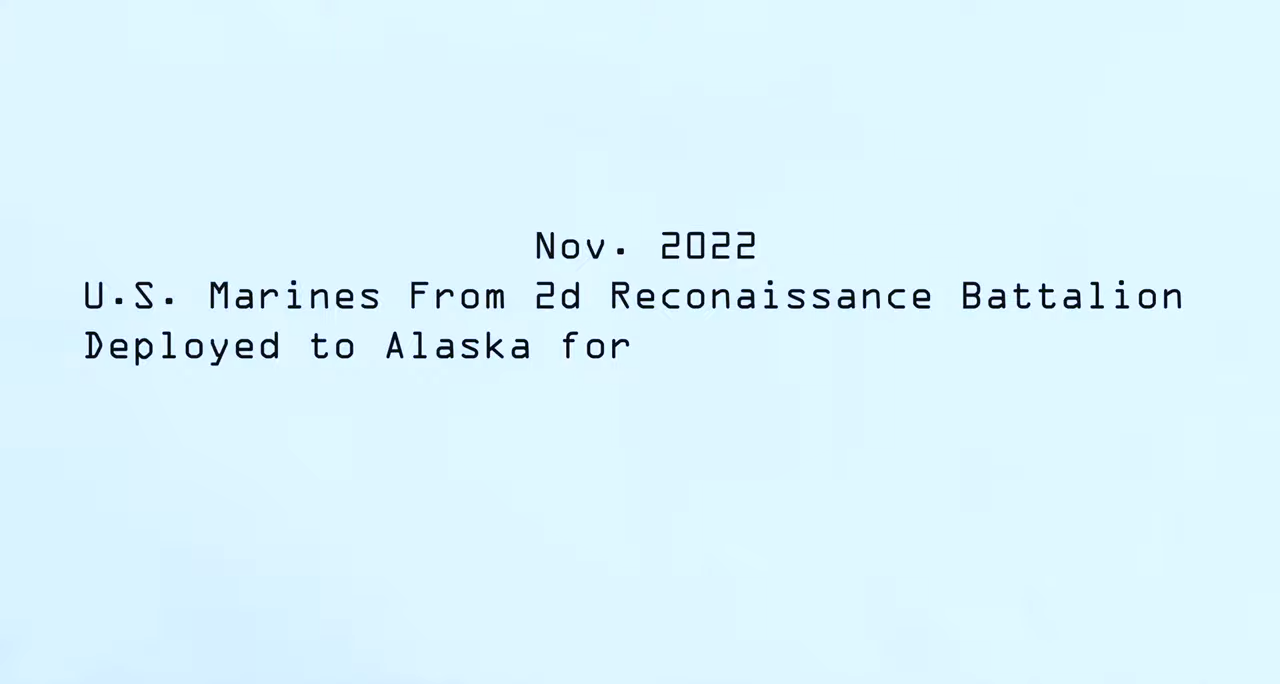 Nov. 2022
U.S. Marines From 2d Reconaissance Battalion
Deployed to Alaska for